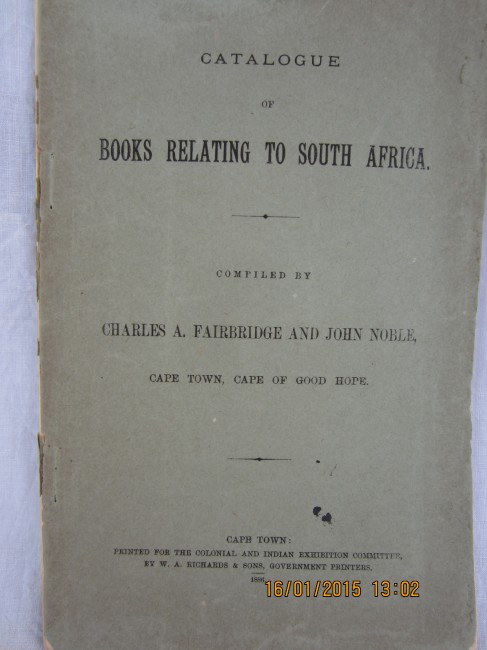 CATALOGUE
OF
BOOKS RELATING TO SOUTH AFRICA.
COMPILED BY
CHARLES A. FAIRBRIDGE AND JOHN NOBLE,
CAPE TOWN, CAPE OF GOOD HOPE.
CAPE TOWN:
PRINTED FOR THE COLONIAL AND INDIAN EXHIBITION COMMITTEE,
BY W. A. RICHARDS & SONS, GOVERNMENT PRINTERS.
16/01/2015 13:02